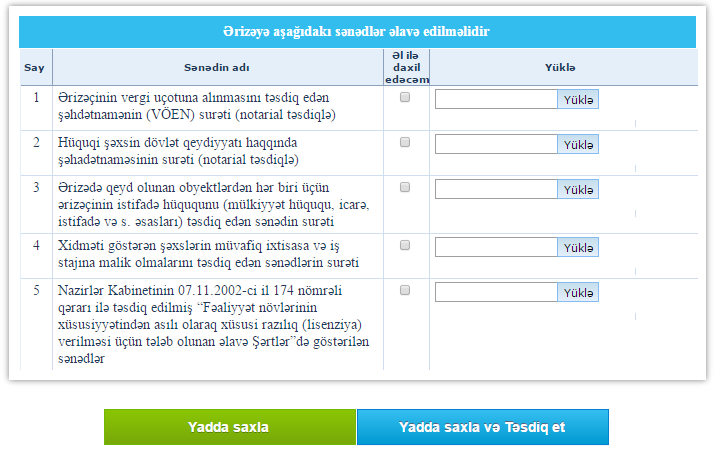 Ərizəyə aşağıdakı sənədlər əlavə edilməlidir
Say
Sənədin adı
Əl ilə
daxil
edəcəm
Yüklə
1
Ərizəçinin vergi uçotuna alınmasını təsdiq edən
şəhdətnamənin (VÖEN) surəti (notarial təsdiqlə)
Yüklə
2
Hüquqi şəxsin dövlət qeydiyyatı haqqında
şəhadətnaməsinin surəti (notarial təsdiqlə)
Yüklə
3
Ərizədə qeyd olunan obyektlərdən hər biri üçün
ərizəçinin istifadə hüququnu (mülkiyyət hüququ, icarə,
istifadə və s. əsasları) təsdiq edən sənədin surəti
Yüklə
4
Xidməti göstərən şəxslərin müvafiq ixtisasa və iş
stajına malik olmalarını təsdiq edən sənədlərin surəti
Yüklə
5
Nazirlər Kabinetinin 07.11.2002-ci il 174 nömrəli
qərarı ilə təsdiq edilmiş “Fəaliyyət növlərinin
xüsusiyyətindən asılı olaraq xüsusi razılıq (lisenziya)
verilməsi üçün tələb olunan əlavə Şərtlər”də göstərilən
sənədlər
Yüklə
Yadda saxla
Yadda saxla və Təsdiq et